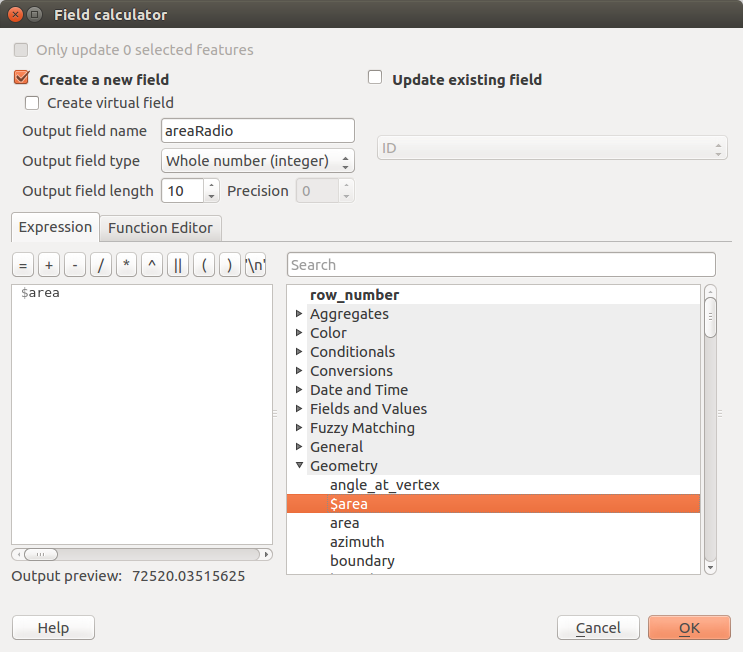 Field calculator
Only update 0 selected features
Create a new field
Update existing field
Create virtual field
Output field name areaRadio
ID
Output field type Whole number (integer)
Output field length 10 Precision 0
Expression Function Editor
= + - / * ^ || ( ) '\n'
Search
$area
row_number
Aggregates
Color
Conditionals
Conversions
Date and Time
Fields and Values
Fuzzy Matching
General
Geometry
angle_at_vertex
$area
area
azimuth
boundary
Output preview: 72520.03515625
Help Cancel OK